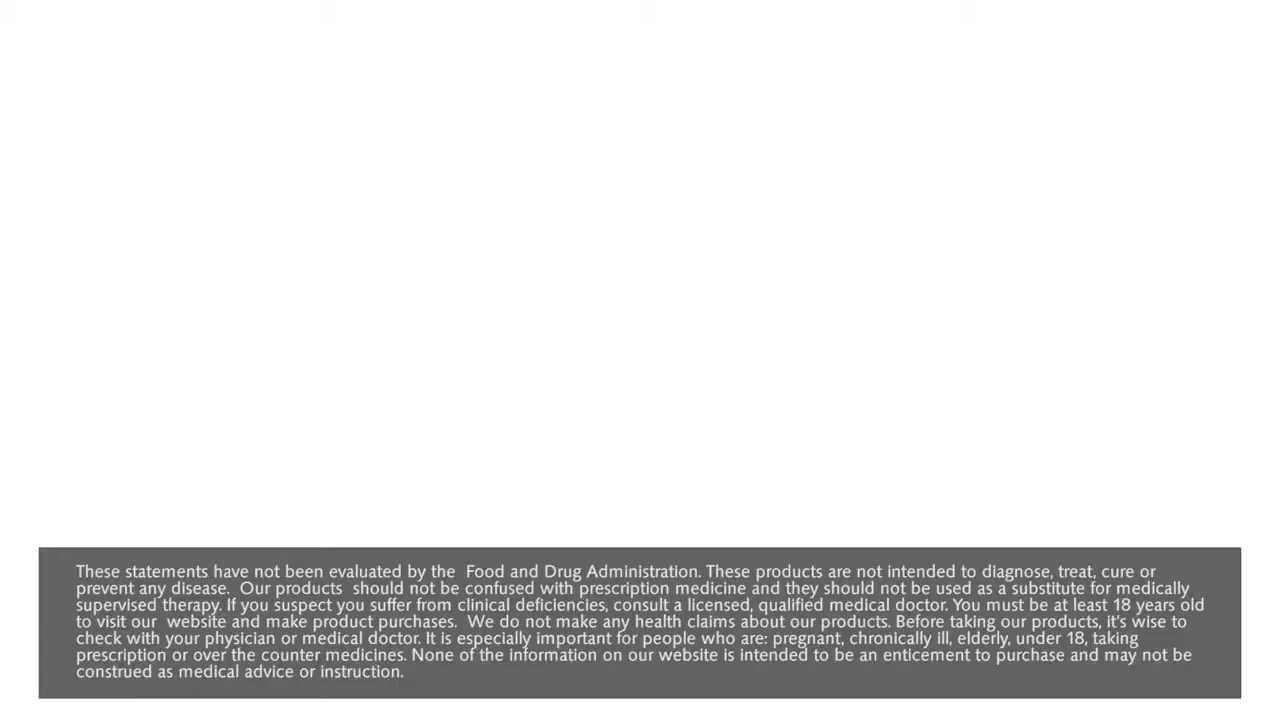 These statements have not been evaluated by the  Food and Drug Administration. These products are not intended to diagnose, treat, cure or
prevent any disease.  Our products  should not be confused with prescription medicine and they should not be used as a substitute for medically
supervised therapy. If you suspect you suffer from clinical deficiencies, consult a licensed, qualified medical doctor. You must be at least 18 years old
to visit our  website and make product purchases.  We do not make any health claims about our products. Before taking our products, it's wise to
check with your physician or medical doctor. It is especially important for people who are: pregnant, chronically ill, elderly, under 18, taking
prescription or over the counter medicines. None of the information on our website is intended to be an enticement to purchase and may not be
construed as medical advice or instruction.